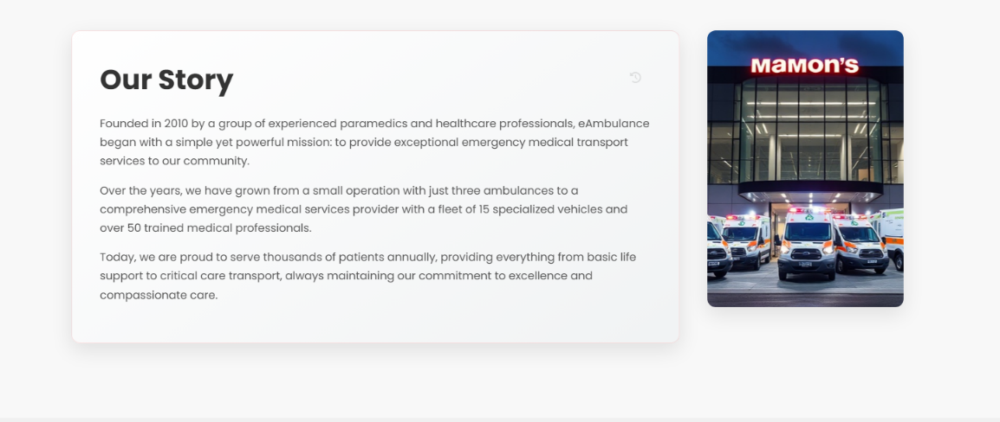 Our Story
Founded in 2010 by a group of experienced paramedics and healthcare professionals, eAmbulance
began with a simple yet powerful mission: to provide exceptional emergency medical transport
services to our community.
Over the years, we have grown from a small operation with just three ambulances to a
comprehensive emergency medical services provider with a fleet of 15 specialized vehicles and
over 50 trained medical professionals.
Today, we are proud to serve thousands of patients annually, providing everything from basic life
support to critical care transport, always maintaining our commitment to excellence and
compassionate care.
MaMON'S